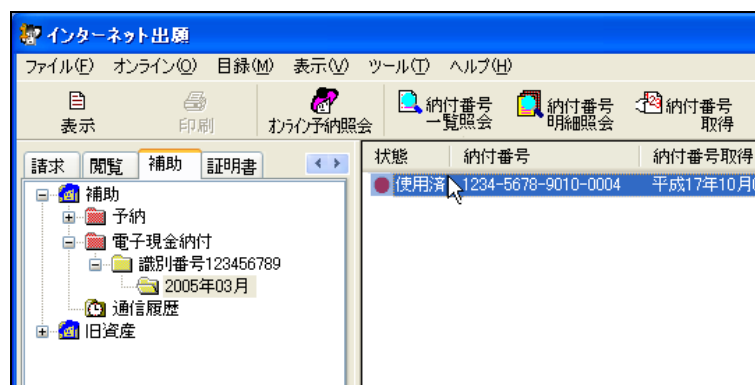 インターネット出願
ファイル(F) オンライン(O) 目録(M) 表示(V) ツール(T) ヘルプ(H)
表示
印刷
オンライン予納照会
納付番号
一覧照会
納付番号
明細照会
納付番号
取得
請求 閲覧 補助 証明書
補助
予納
電子現金納付
識別番号123456789
2005年03月
通信履歴
旧資産
状態 納付番号 納付番号取得
使用済 1234-5678-9010-0004 平成17年10月